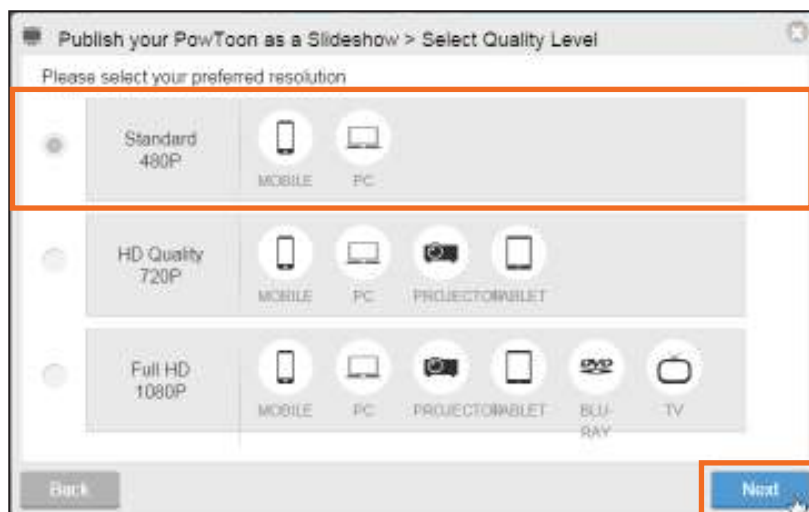 Publish your PowToon as a Slideshow > Select Quality Level
Please select your preferred resolution
Standard
480P
MOBILE PC
HD Quality
720P
MOBILE PC PROJECTOR TABLET
Full HD
1080P
MOBILE PC PROJECTOR TABLET BLU-
RAY TV
DVD
Back Next